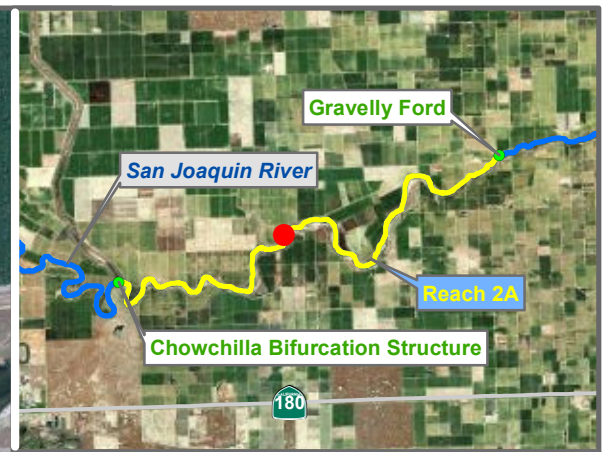 Gravelly Ford
San Joaquin River
Reach 2A
Chowchilla Bifurcation Structure
180